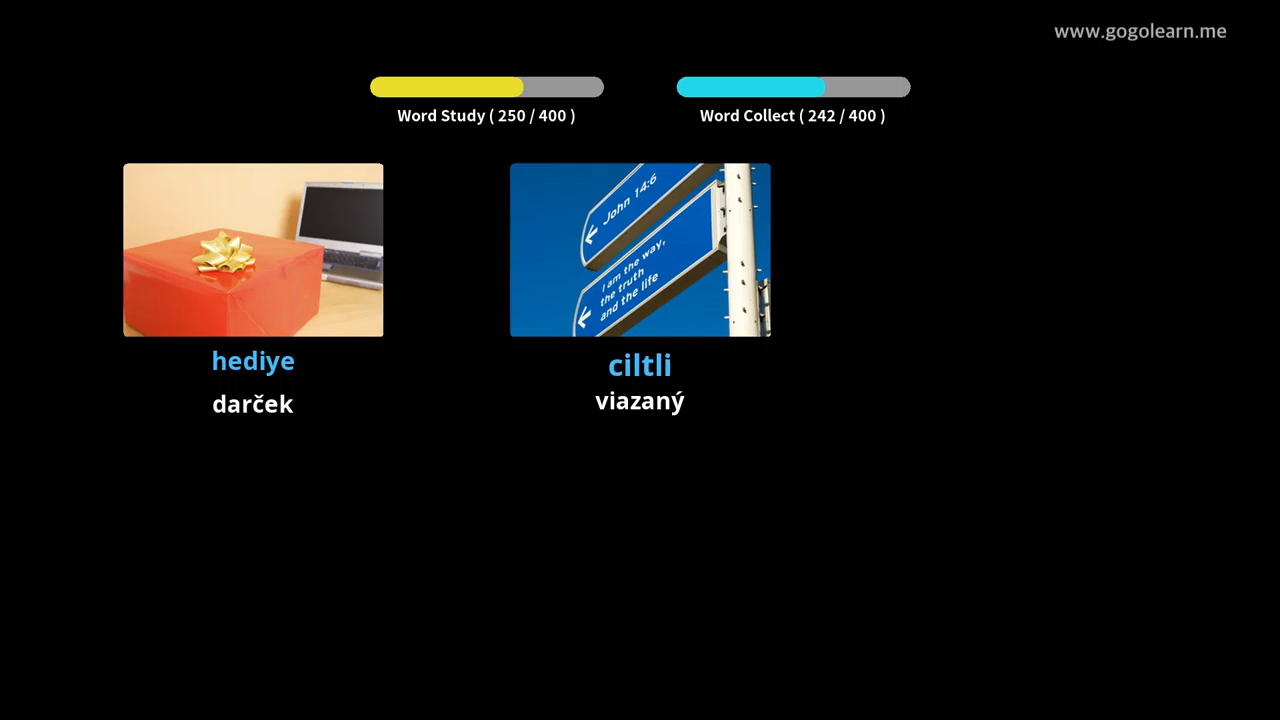 www.gogolearn.me
Word Study ( 250 / 400 )
Word Collect ( 242 / 400 )
John 14:6
I am the way,
the truth
and the life
hediye
darček
ciltli
viazaný